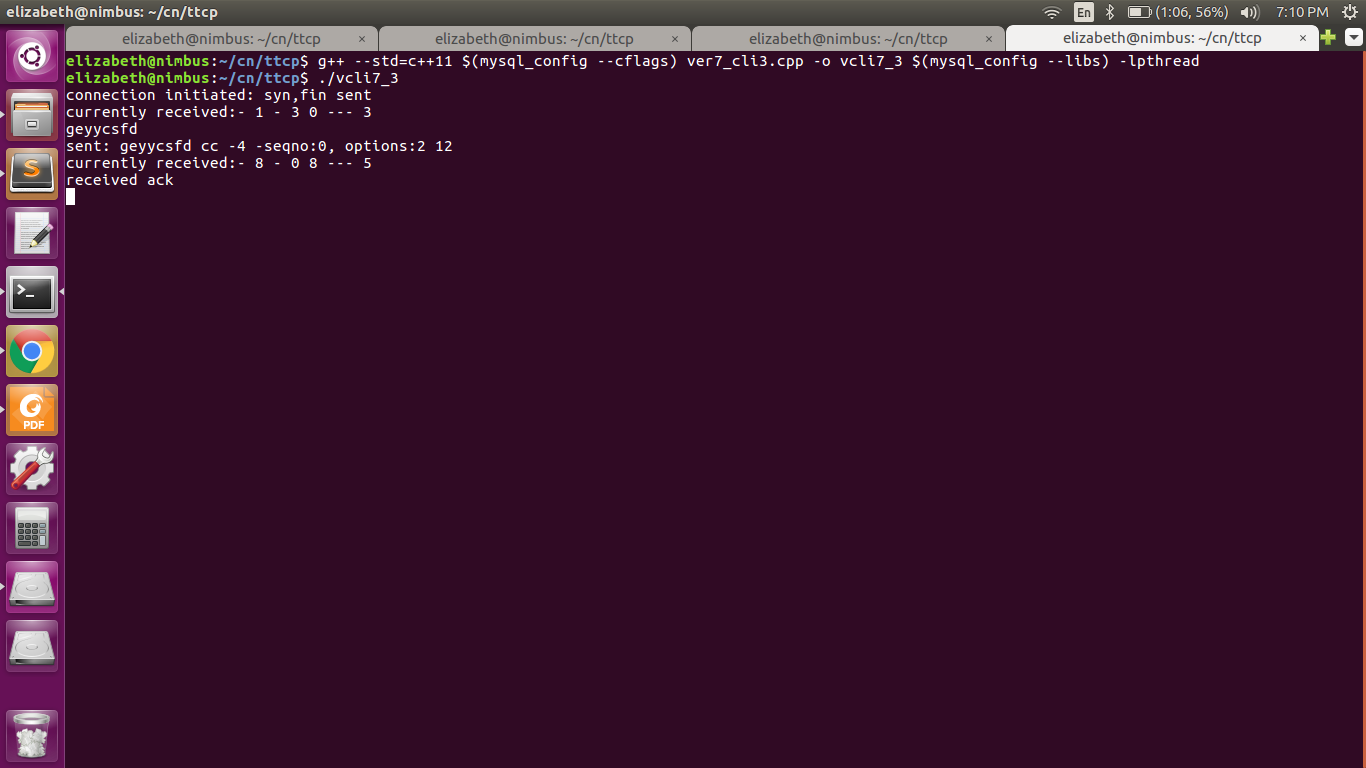 elizabeth@nimbus: ~/cn/ttcp
En
(1:06, 56%)
7:10 PM
elizabeth@nimbus: ~/cn/ttcp ×
elizabeth@nimbus: ~/cn/ttcp ×
elizabeth@nimbus: ~/cn/ttcp ×
elizabeth@nimbus: ~/cn/ttcp ×
elizabeth@nimbus:~/cn/ttcp$ g++ --std=c++11 $(mysql_config --cflags) ver7_cli3.cpp -o vcli7_3 $(mysql_config --libs) -lpthread
elizabeth@nimbus:~/cn/ttcp$ ./vcli7_3
connection initiated: syn,fin sent
currently received:- 1 - 3 0 --- 3
geyycsfd
sent: geyycsfd cc -4 -seqno:0, options:2 12
currently received:- 8 - 0 8 --- 5
received ack
S
>_
PDF